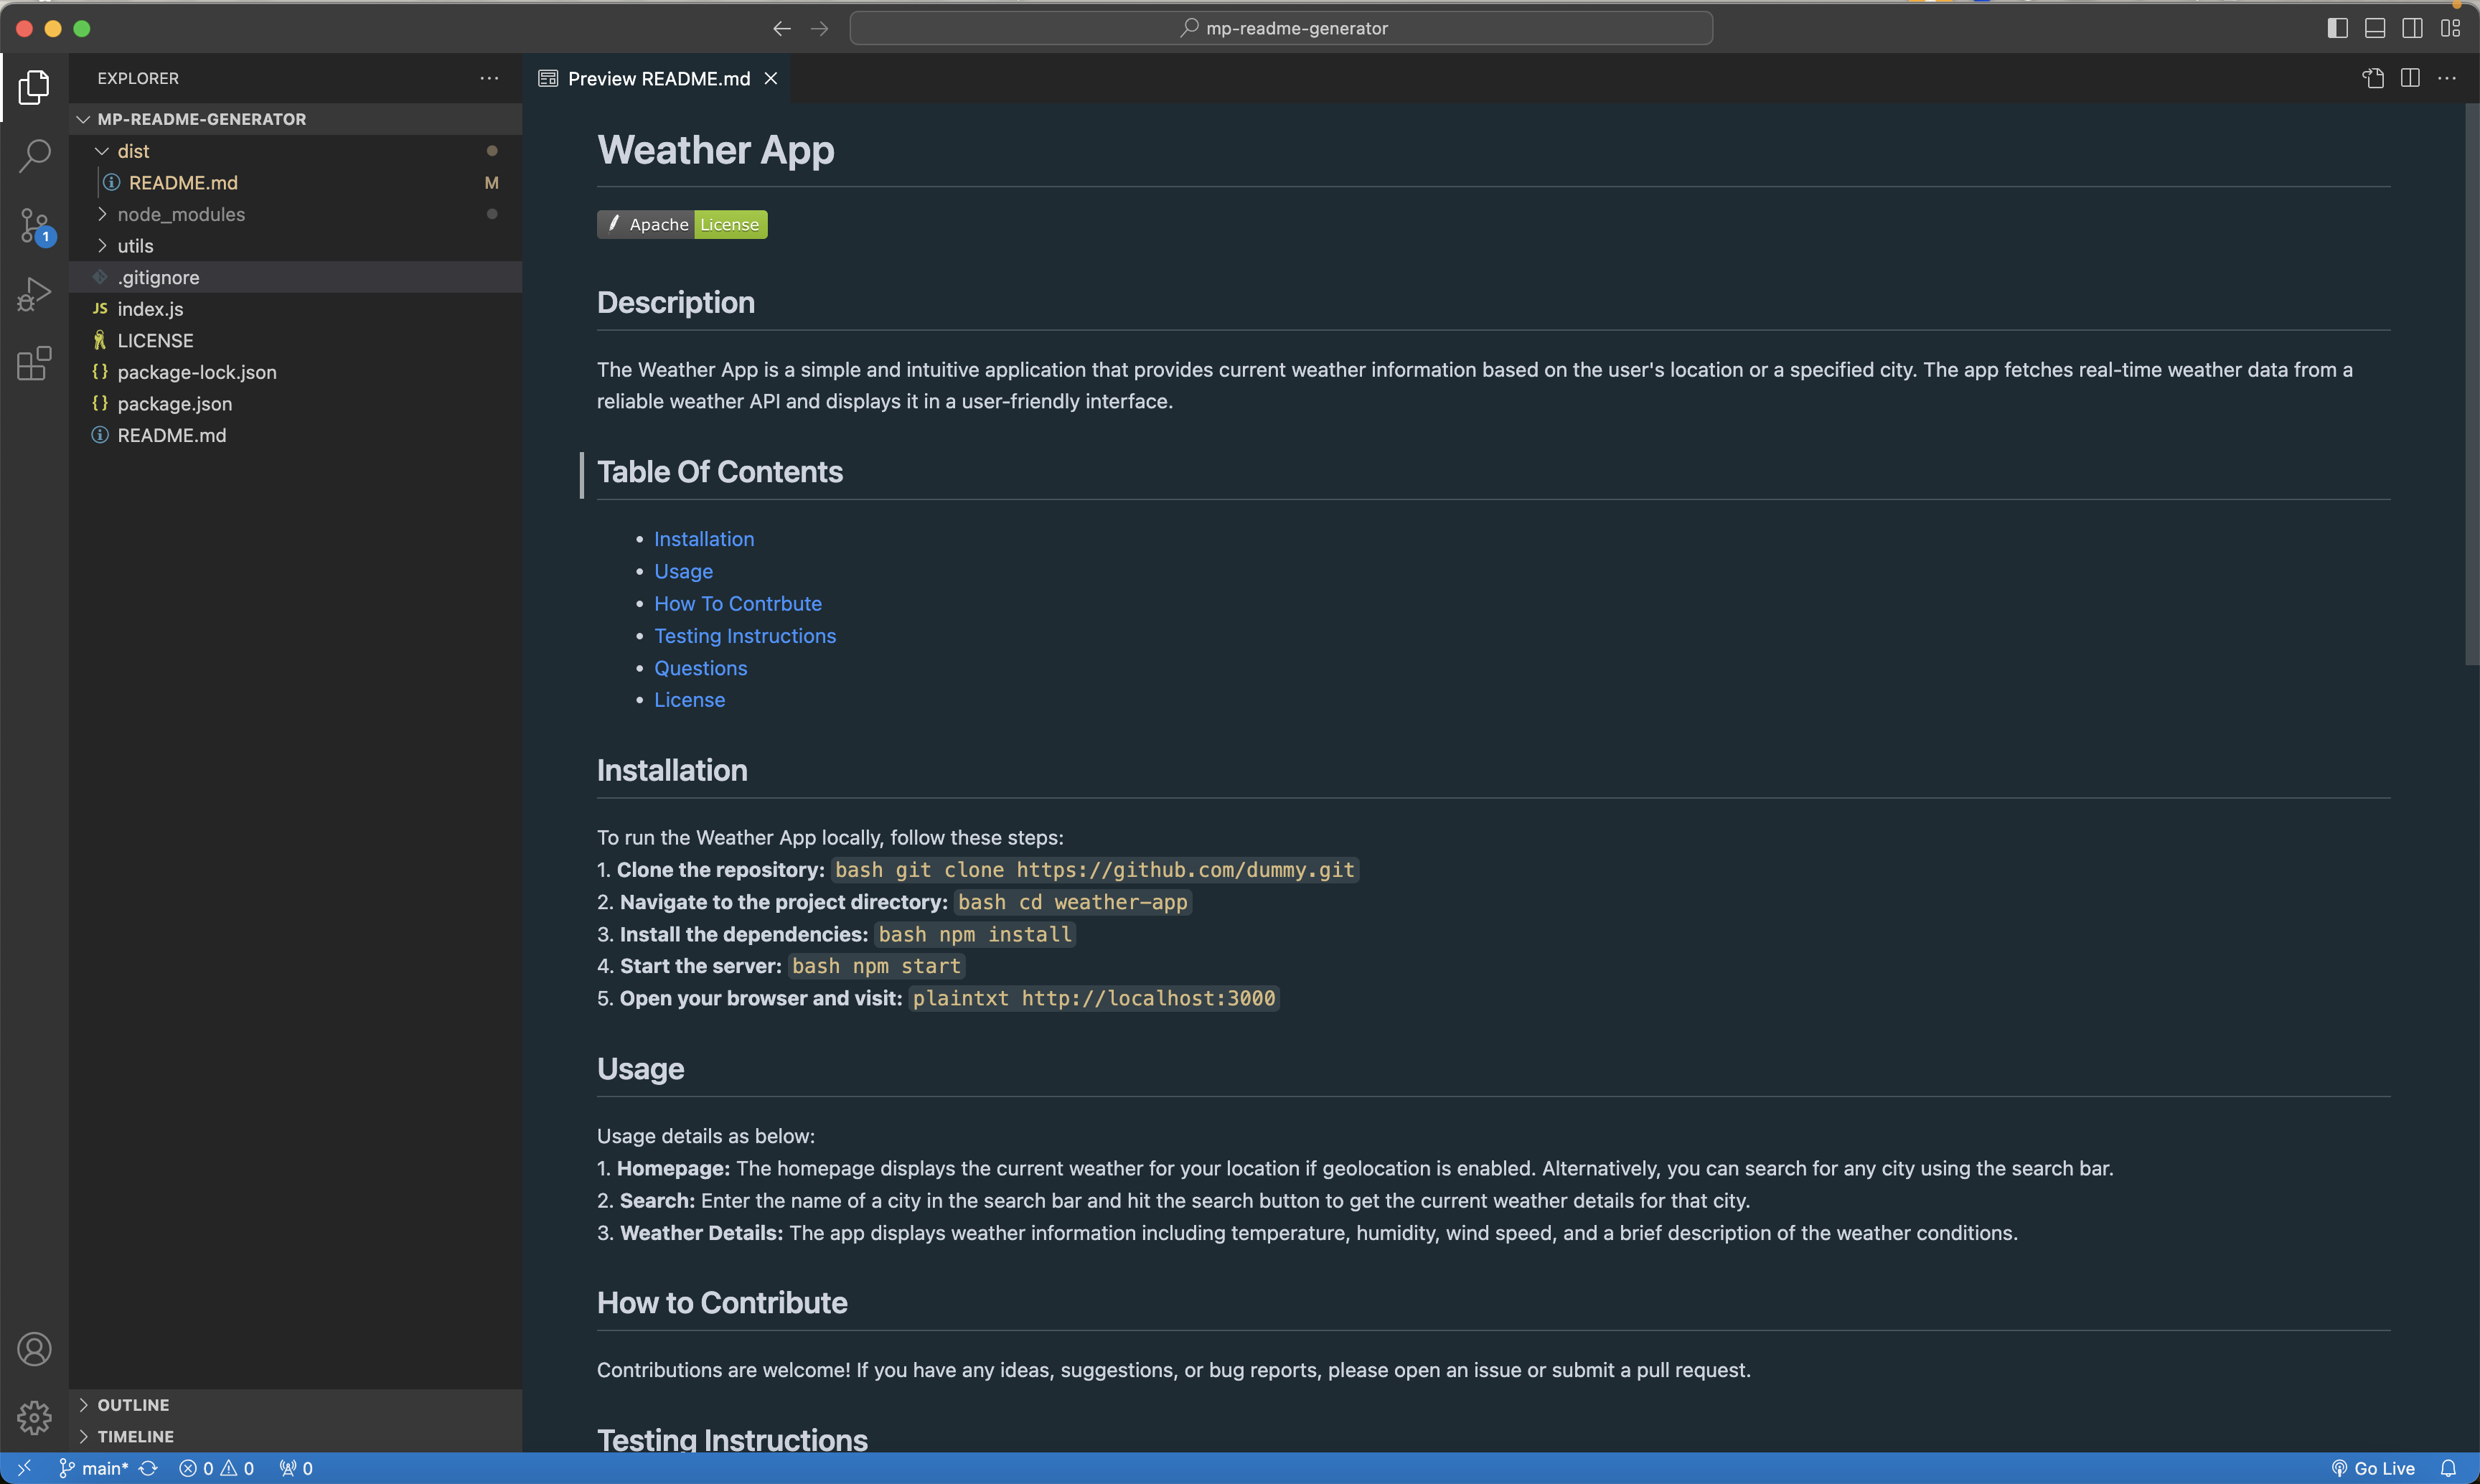 mp-readme-generator
EXPLORER
Preview README.md
MP-README-GENERATOR
dist
README.md M
node_modules
utils
.gitignore
JS index.js
LICENSE
{} package-lock.json
{} package.json
README.md
1
OUTLINE
TIMELINE
Weather App
Apache License
Description
The Weather App is a simple and intuitive application that provides current weather information based on the user's location or a specified city. The app fetches real-time weather data from a
reliable weather API and displays it in a user-friendly interface.
Table Of Contents
• Installation
• Usage
• How To Contrbute
• Testing Instructions
• Questions
• License
Installation
To run the Weather App locally, follow these steps:
1. Clone the repository: bash git clone https://github.com/dummy.git
2. Navigate to the project directory: bash cd weather-app
3. Install the dependencies: bash npm install
4. Start the server: bash npm start
5. Open your browser and visit: plaintxt http://localhost:3000
Usage
Usage details as below:
1. Homepage: The homepage displays the current weather for your location if geolocation is enabled. Alternatively, you can search for any city using the search bar.
2. Search: Enter the name of a city in the search bar and hit the search button to get the current weather details for that city.
3. Weather Details: The app displays weather information including temperature, humidity, wind speed, and a brief description of the weather conditions.
How to Contribute
Contributions are welcome! If you have any ideas, suggestions, or bug reports, please open an issue or submit a pull request.
Testing Instructions
main* 0 0 0 Go Live